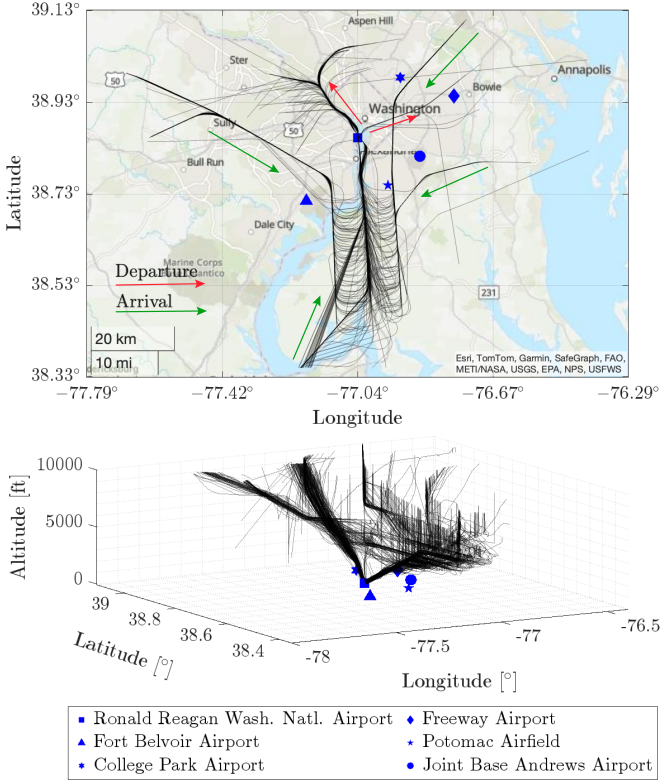 39.13°
38.93°
38.73°
38.53°
38.33°
Latitude
Aspen Hill
Ster
50
Annapolis
Bowie
Washington
Sully
50
Bull Run
Dale City
Marine Corps
Departure
Arrival
231
20 km
10 mi
Esri, TomTom, Garmin, SafeGraph, FAO,
METI/NASA, USGS, EPA, NPS, USFWS
−77.79° −77.42° −77.04° −76.67° −76.29°
Longitude
10000
5000
0
Altitude [ft]
39
38.8
38.6
38.4
Latitude [°]
-78
-77.5
-77
-76.5
Longitude [°]
Ronald Reagan Wash. Natl. Airport
Freeway Airport
Fort Belvoir Airport
Potomac Airfield
College Park Airport
Joint Base Andrews Airport